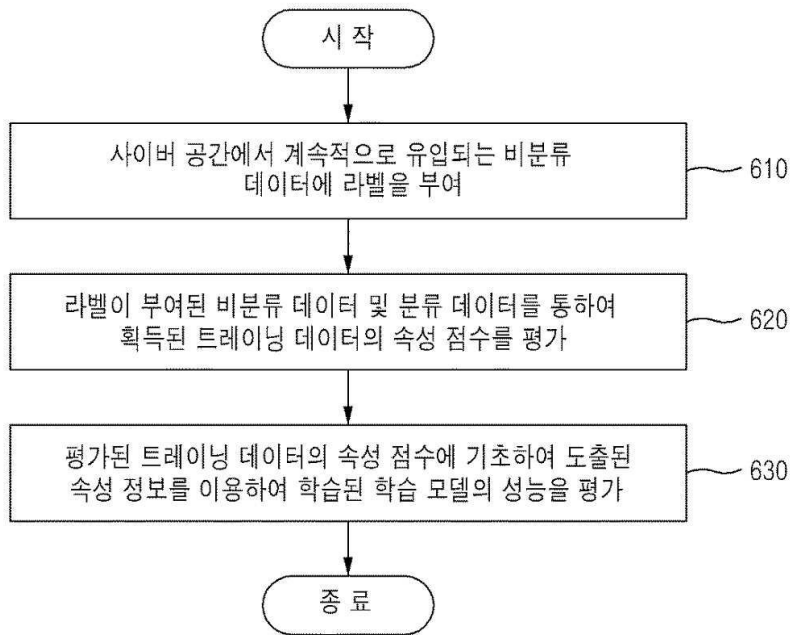 시 작
사이버 공간에서 계속적으로 유입되는 비분류
데이터에 라벨을 부여
610
라벨이 부여된 비분류 데이터 및 분류 데이터를 통하여
획득된 트레이닝 데이터의 속성 점수를 평가
620
평가된 트레이닝 데이터의 속성 점수에 기초하여 도출된
속성 정보를 이용하여 학습된 학습 모델의 성능을 평가
630
종 료